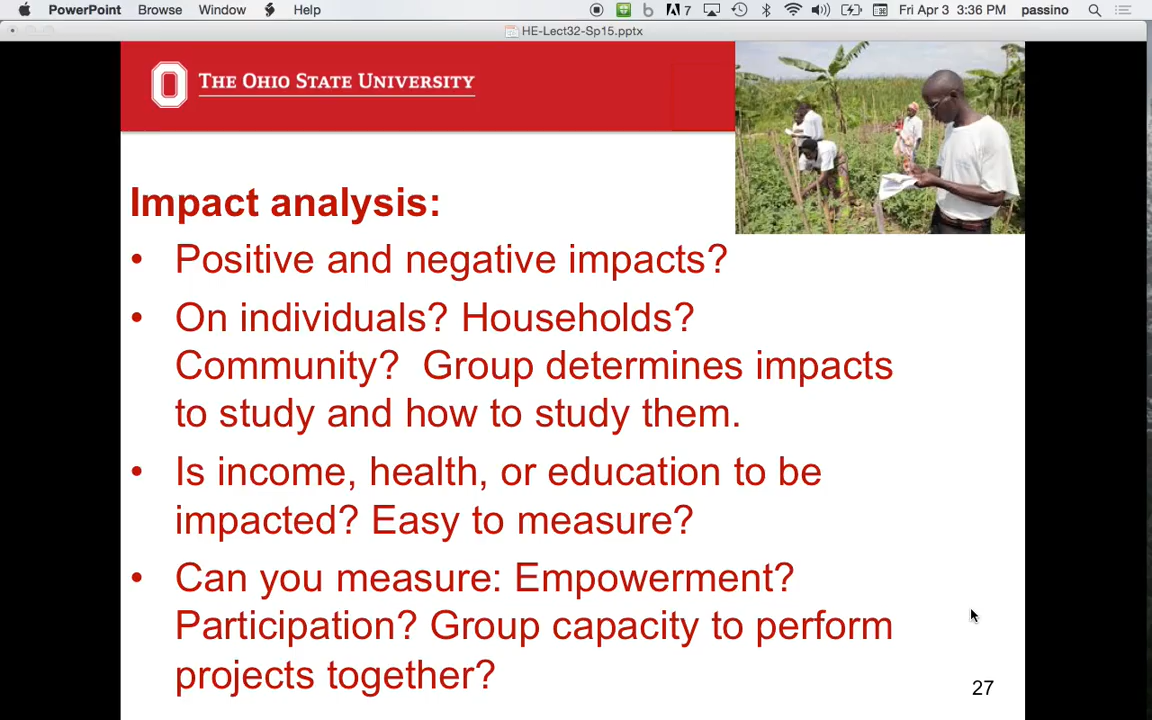 PowerPoint Browse Window Help 7 Fri Apr 3 3:36 PM passino
HE-Lect32-Sp15.pptx
THE OHIO STATE UNIVERSITY
Impact analysis:
• Positive and negative impacts?
• On individuals? Households?
Community? Group determines impacts
to study and how to study them.
• Is income, health, or education to be
impacted? Easy to measure?
• Can you measure: Empowerment?
Participation? Group capacity to perform
projects together?
27